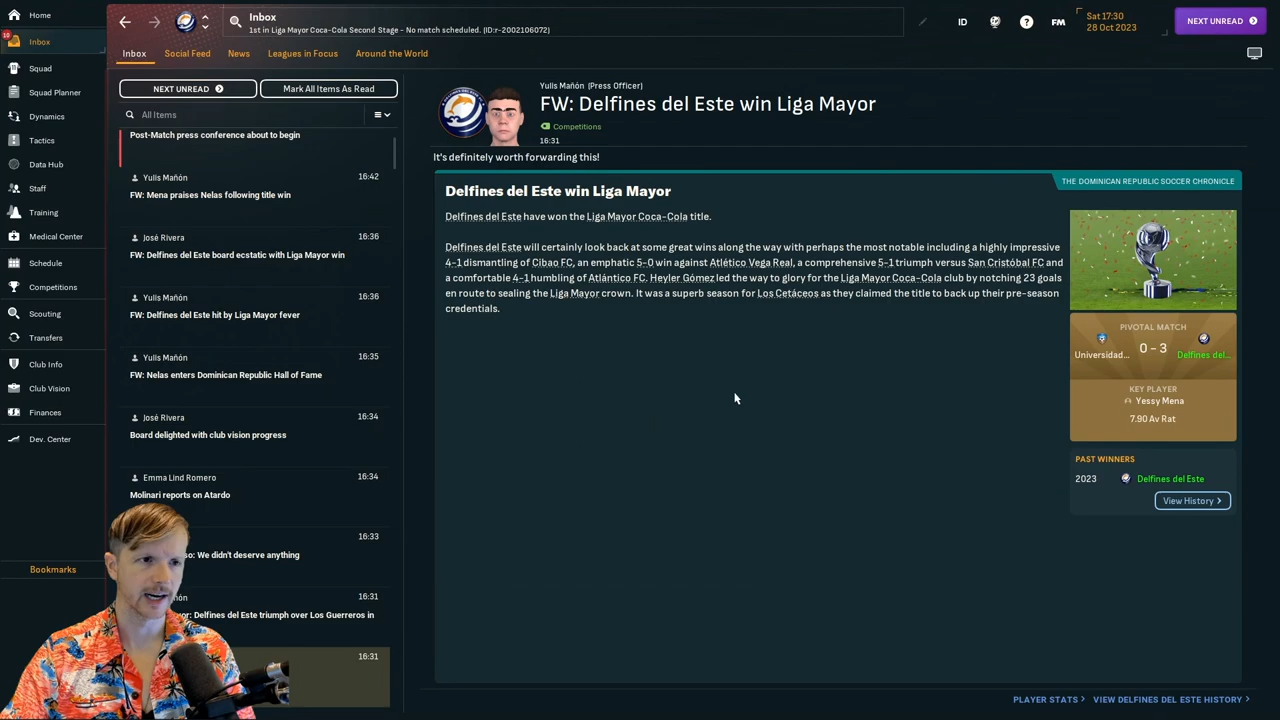 Home
Inbox
10
Squad
Squad Planner
Dynamics
Tactics
Data Hub
Staff
Training
Medical Center
Schedule
Competitions
Scouting
Transfers
Club Info
Club Vision
Finances
Dev. Center
Bookmarks
Inbox
1st in Liga Mayor Coca-Cola Second Stage - No match scheduled. (ID:r-2002106072)
ID
?
FM
Sat 17:30
28 Oct 2023
NEXT UNREAD
Inbox
Social Feed
News
Leagues in Focus
Around the World
NEXT UNREAD
Mark All Items As Read
All Items
Post-Match press conference about to begin
Yulis Mañón 16:42
FW: Mena praises Nelas following title win
José Rivera 16:36
FW: Delfines del Este board ecstatic with Liga Mayor win
Yulis Mañón 16:36
FW: Delfines del Este hit by Liga Mayor fever
Yulis Mañón 16:35
FW: Nelas enters Dominican Republic Hall of Fame
José Rivera 16:34
Board delighted with club vision progress
Emma Lind Romero 16:34
Molinari reports on Atardo
16:33
so: We didn't deserve anything
16:31
or: Delfines del Este triumph over Los Guerreros in
16:31
Yulis Mañón (Press Officer)
FW: Delfines del Este win Liga Mayor
Competitions
16:31
It's definitely worth forwarding this!
THE DOMINICAN REPUBLIC SOCCER CHRONICLE
Delfines del Este win Liga Mayor
Delfines del Este have won the Liga Mayor Coca-Cola title.
Delfines del Este will certainly look back at some great wins along the way with perhaps the most notable including a highly impressive
4-1 dismantling of Cibao FC, an emphatic 5-0 win against Atlético Vega Real, a comprehensive 5-1 triumph versus San Cristóbal FC and
a comfortable 4-1 humbling of Atlántico FC. Heyler Gómez led the way to glory for the Liga Mayor Coca-Cola club by notching 23 goals
en route to sealing the Liga Mayor crown. It was a superb season for Los Cetáceos as they claimed the title to back up their pre-season
credentials.
PIVOTAL MATCH
Universidad... 0 - 3 Delfines del...
KEY PLAYER
Yessy Mena
7.90 Av Rat
PAST WINNERS
2023 Delfines del Este
View History
PLAYER STATS
VIEW DELFINES DEL ESTE HISTORY